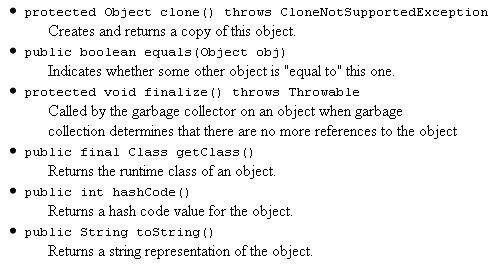 • protected Object clone() throws CloneNotSupportedException
Creates and returns a copy of this object.
• public boolean equals(Object obj)
Indicates whether some other object is "equal to" this one.
• protected void finalize() throws Throwable
Called by the garbage collector on an object when garbage
collection determines that there are no more references to the object
• public final Class getClass()
Returns the runtime class of an object.
• public int hashCode()
Returns a hash code value for the object.
• public String toString()
Returns a string representation of the object.